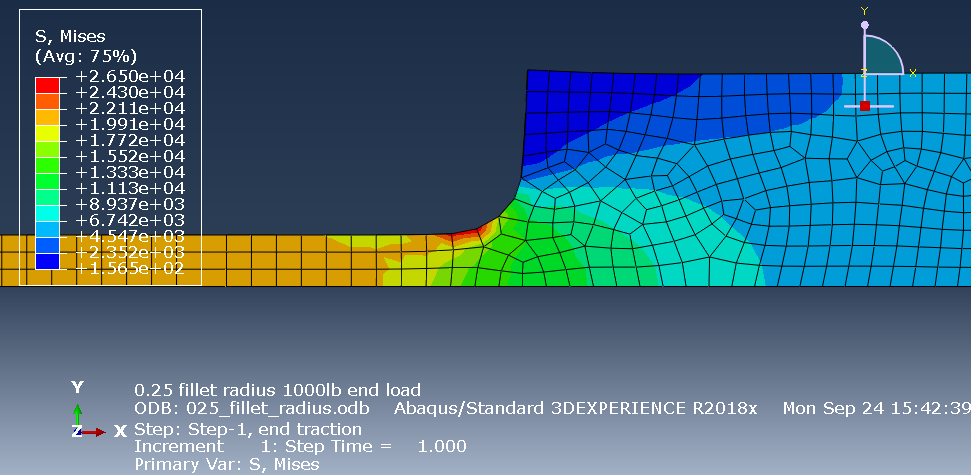 S, Mises
(Avg: 75%)
+2.650e+04
+2.430e+04
+2.211e+04
+1.991e+04
+1.772e+04
+1.552e+04
+1.333e+04
+1.113e+04
+8.937e+03
+6.742e+03
+4.547e+03
+2.352e+03
+1.565e+02
Y
Z X
Y
Z X
0.25 fillet radius 1000lb end load
ODB: 025_fillet_radius.odb Abaqus/Standard 3DEXPERIENCE R2018x Mon Sep 24 15:42:39
Step: Step-1, end traction
Increment 1: Step Time = 1.000
Primary Var: S, Mises